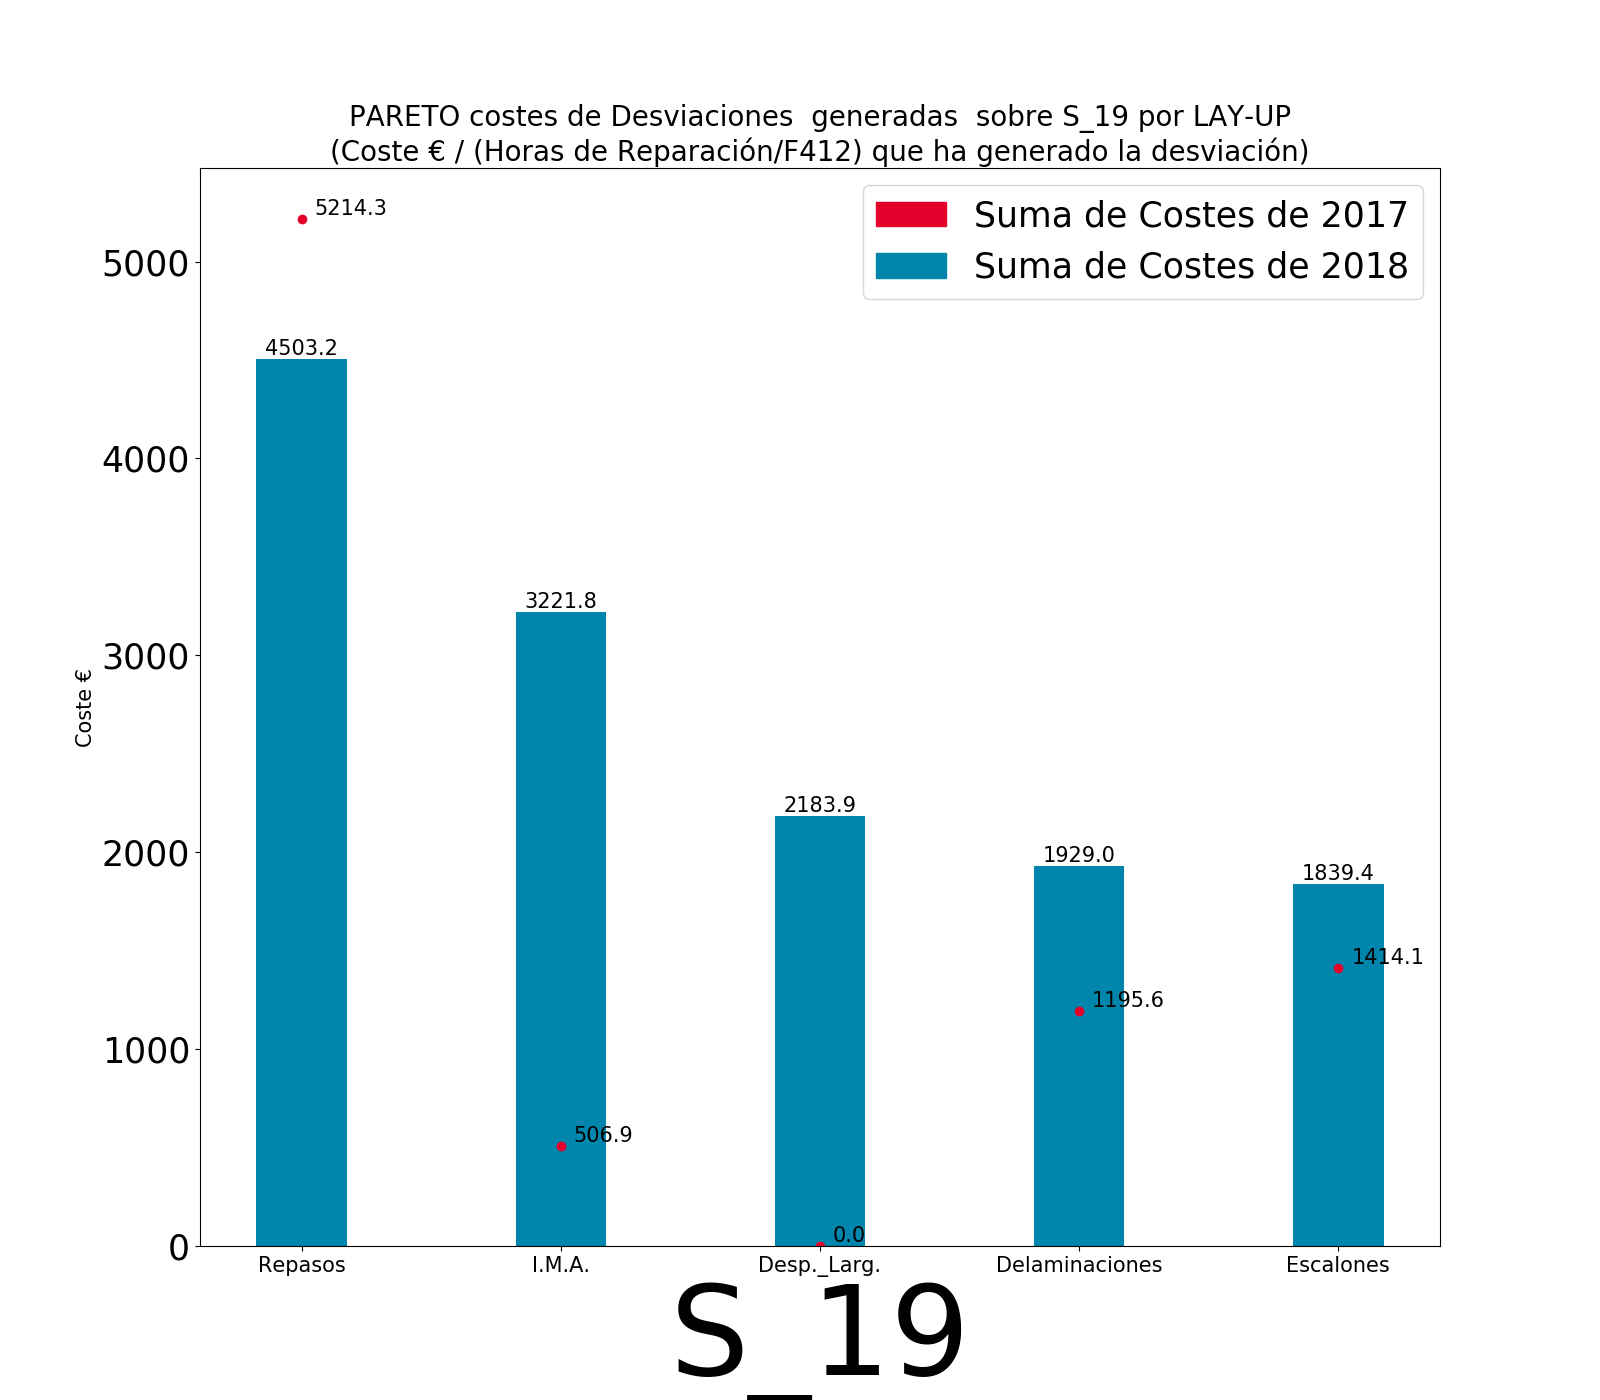 PARETO costes de Desviaciones  generadas  sobre S_19 por LAY-UP
(Coste € / (Horas de Reparación/F412) que ha generado la desviación)
Suma de Costes de 2017
Suma de Costes de 2018
5214.3
4503.2
3221.8
506.9
2183.9
0.0
1929.0
1195.6
1839.4
1414.1
5000
4000
3000
2000
1000
0
Coste €
Repasos
I.M.A.
Desp._Larg.
Delaminaciones
Escalones
S_19